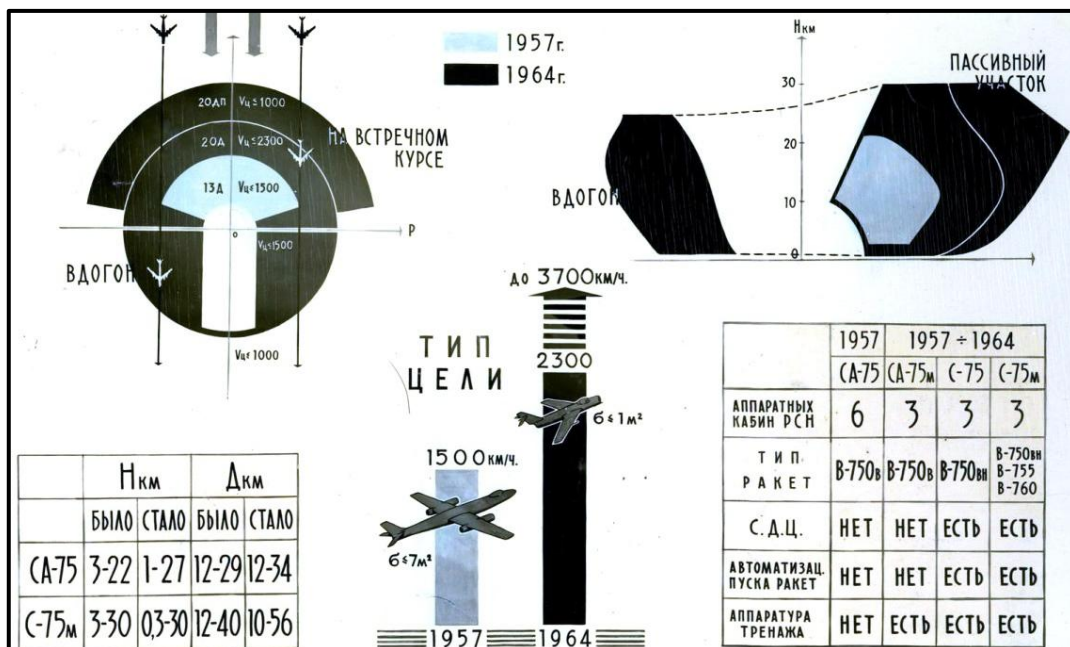 1957г.
1964г.
20ДП Vц≤1000
20Д Vц≤2300
13Д Vц≤1500
НА ВСТРЕЧНОМ
КУРСЕ
О
Р
Vц≤1500
ВДОГОН
Vц≤1000
Нкм
30
20
10
0
ПАССИВНЫЙ
УЧАСТОК
ВДОГОН
ТИП
ЦЕЛИ
ДО 3700КМ/Ч.
2300
б≤1м²
1500КМ/Ч.
б≤7м²
1957 1964
Нкм Дкм
БЫЛО СТАЛО БЫЛО СТАЛО
СА-75 3-22 1-27 12-29 12-34
С-75м 3-30 0,3-30 12-40 10-56
1957 1957÷1964
СА-75 СА-75м С-75 С-75м
АППАРАТНЫХ
КАБИН РСН 6 3 3 3
ТИП
РАКЕТ В-750в В-750в В-750вн В-750вн
В-755
В-760
С.Д.Ц. НЕТ НЕТ ЕСТЬ ЕСТЬ
АВТОМАТИЗАЦ.
ПУСКА РАКЕТ НЕТ НЕТ ЕСТЬ ЕСТЬ
АППАРАТУРА
ТРЕНАЖА НЕТ ЕСТЬ ЕСТЬ ЕСТЬ